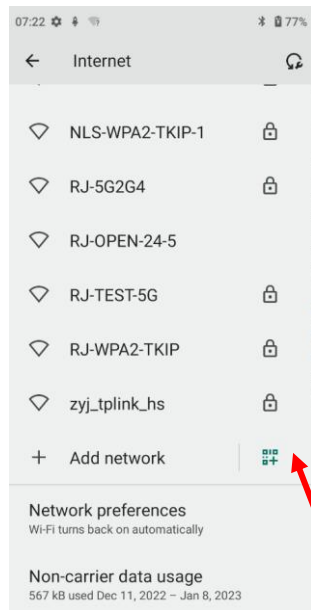 07:22 77%
Internet
NLS-WPA2-TKIP-1
RJ-5G2G4
RJ-OPEN-24-5
RJ-TEST-5G
RJ-WPA2-TKIP
zyj_tplink_hs
Add network
Network preferences
Wi-Fi turns back on automatically
Non-carrier data usage
567 kB used Dec 11, 2022 – Jan 8, 2023